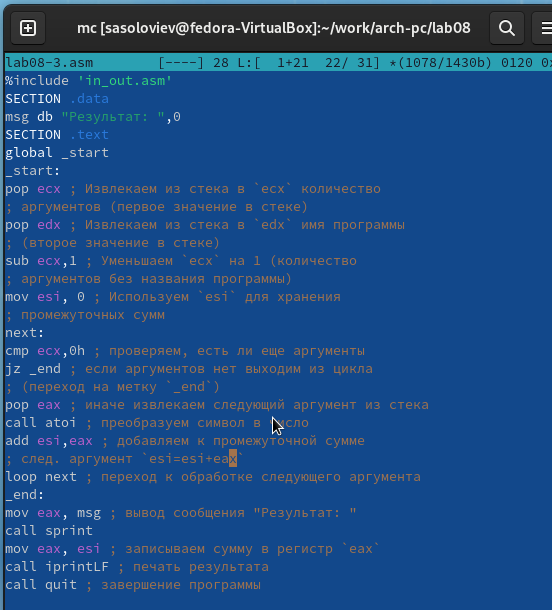 mc [sasoloviev@fedora-VirtualBox]:~/work/arch-pc/lab08
lab08-3.asm [----] 28 L:[ 1+21 22/ 31] *(1078/1430b) 0120 0x
%include 'in_out.asm'
SECTION .data
msg db "Результат: ",0
SECTION .text
global _start
_start:
pop ecx ; Извлекаем из стека в `ecx` количество
; аргументов (первое значение в стеке)
pop edx ; Извлекаем из стека в `edx` имя программы
; (второе значение в стеке)
sub ecx,1 ; Уменьшаем `ecx` на 1 (количество
; аргументов без названия программы)
mov esi, 0 ; Используем `esi` для хранения
; промежуточных сумм
next:
cmp ecx,0h ; проверяем, есть ли еще аргументы
jz _end ; если аргументов нет выходим из цикла
; (переход на метку `_end`)
pop eax ; иначе извлекаем следующий аргумент из стека
call atoi ; преобразуем символ в число
add esi,eax ; добавляем к промежуточной сумме
; след. аргумент `esi=esi+eax`
loop next ; переход к обработке следующего аргумента
_end:
mov eax, msg ; вывод сообщения "Результат: "
call sprint
mov eax, esi ; записываем сумму в регистр `eax`
call iprintLF ; печать результата
call quit ; завершение программы